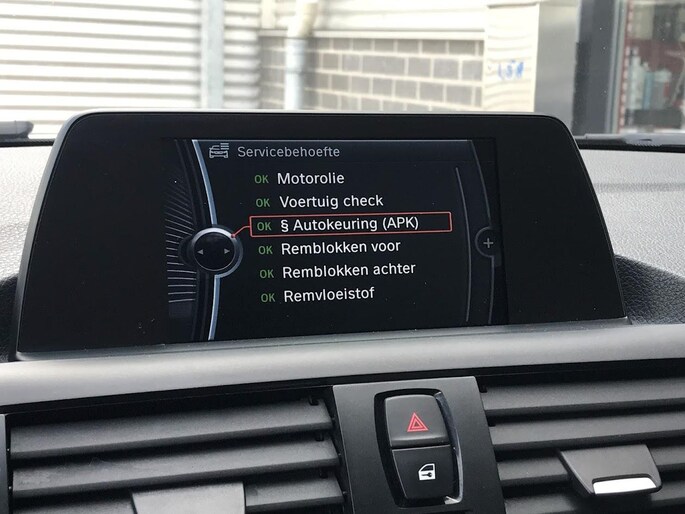 Servicebehoefte
OK Motorolie
OK Voertuig check
OK § Autokeuring (APK)
OK Remblokken voor
OK Remblokken achter
OK Remvloeistof